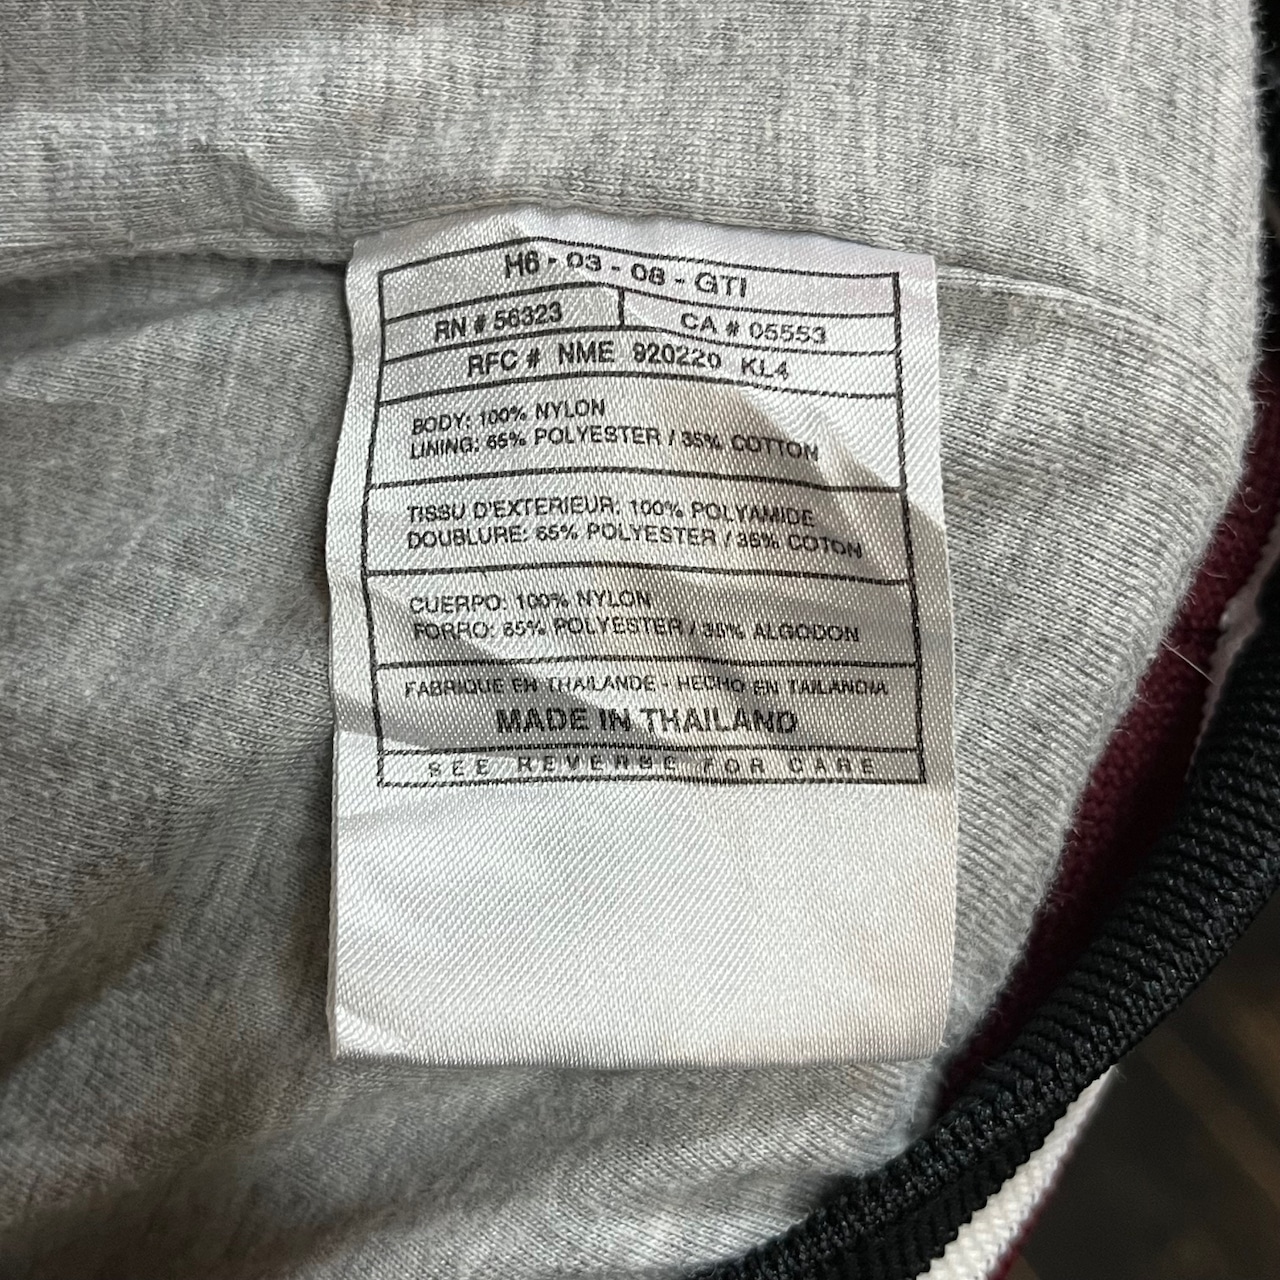 H6 - 03 - 08 - GTI
RN # 56323
CA # 05553
RFC # NME 920220 KL4
BODY: 100% NYLON
LINING: 65% POLYESTER / 35% COTTON
TISSU D'EXTERIEUR: 100% POLYAMIDE
DOUBLURE: 65% POLYESTER / 35% COTON
CUERPO: 100% NYLON
FORRO: 65% POLYESTER / 35% ALGODON
FABRIQUE EN THAILANDE - HECHO EN TAILANDIA
MADE IN THAILAND
SEE REVERSE FOR CARE